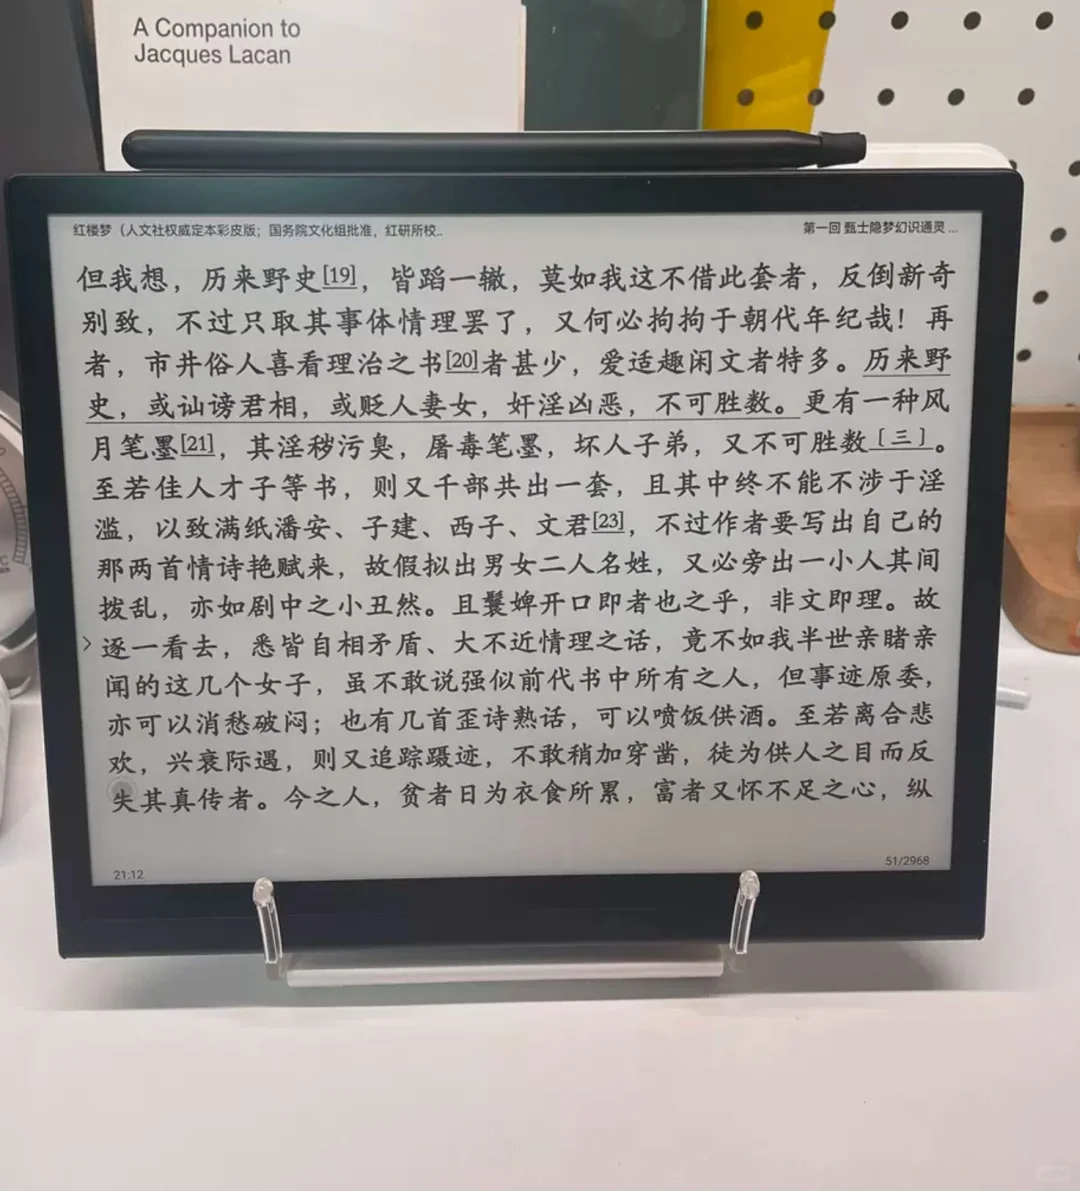 A Companion to
Jacques Lacan
红楼梦（人文社权威定本彩皮版；国务院文化组批准，红研所校..
第一回 甄士隐梦幻识通灵 ...
但我想，历来野史[19]，皆蹈一辙，莫如我这不借此套者，反倒新奇
别致，不过只取其事体情理罢了，又何必拘拘于朝代年纪哉！再
者，市井俗人喜看理治之书[20]者甚少，爱适趣闲文者特多。历来野
史，或讪谤君相，或贬人妻女，奸淫凶恶，不可胜数。更有一种风
月笔墨[21]，其淫秽污臭，屠毒笔墨，坏人子弟，又不可胜数〔三〕。
至若佳人才子等书，则又千部共出一套，且其中终不能不涉于淫
滥，以致满纸潘安、子建、西子、文君[23]，不过作者要写出自己的
那两首情诗艳赋来，故假拟出男女二人名姓，又必旁出一小人其间
拨乱，亦如剧中之小丑然。且鬟婢开口即者也之乎，非文即理。故
逐一看去，悉皆自相矛盾、大不近情理之话，竟不如我半世亲睹亲
闻的这几个女子，虽不敢说强似前代书中所有之人，但事迹原委，
亦可以消愁破闷；也有几首歪诗熟话，可以喷饭供酒。至若离合悲
欢，兴衰际遇，则又追踪蹑迹，不敢稍加穿凿，徒为供人之目而反
失其真传者。今之人，贫者日为衣食所累，富者又怀不足之心，纵
21:12
51/2968